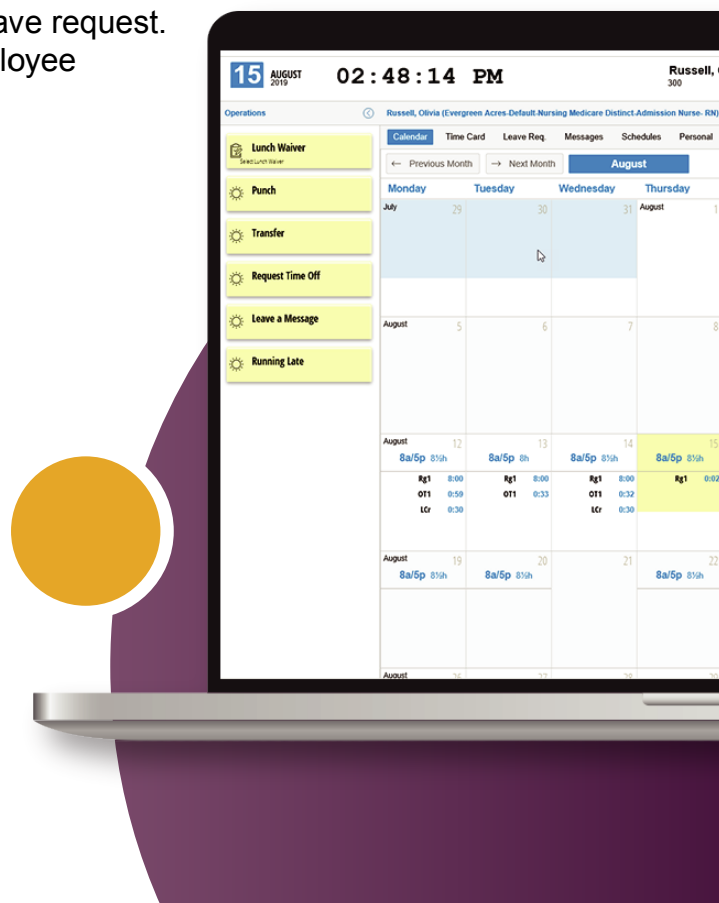 ave request.
loyee
15 AUGUST 2019 02:48:14 PM Russell,
300
Operations Russell, Olivia (Evergreen Acres-Default-Nursing Medicare Distinct-Admission Nurse- RN)
Calendar Time Card Leave Req. Messages Schedules Personal
← Previous Month → Next Month August
Monday Tuesday Wednesday Thursday
Lunch Waiver
Select Lunch Waiver
Punch
Transfer
Request Time Off
Leave a Message
Running Late
July 29 30 31 August 1
August 5 6 7 8
August 12 13 14 15
8a/5p 8½h 8a/5p 8h 8a/5p 8½h 8a/5p 8½h
Rg1 8:00 Rg1 8:00 Rg1 8:00 Rg1 0:02
OT1 0:59 OT1 0:33 OT1 0:32
LCr 0:30 LCr 0:30
August 19 20 21 22
8a/5p 8½h 8a/5p 8½h 8a/5p 8½h
August